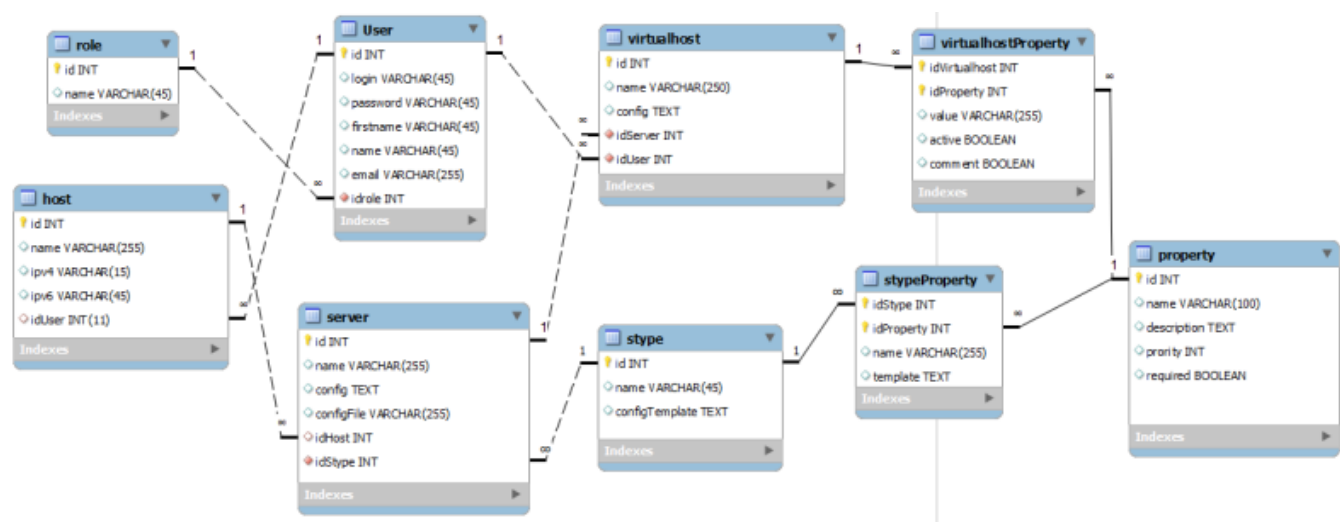 role
id INT
name VARCHAR(45)
Indexes
User
id INT
login VARCHAR(45)
password VARCHAR(45)
firstname VARCHAR(45)
name VARCHAR(45)
email VARCHAR(255)
idrole INT
Indexes
virtualhost
id INT
name VARCHAR(250)
config TEXT
idServer INT
idUser INT
Indexes
virtualhostProperty
idVirtualhost INT
idProperty INT
value VARCHAR(255)
active BOOLEAN
comment BOOLEAN
Indexes
host
id INT
name VARCHAR(255)
ipv4 VARCHAR(15)
ipv6 VARCHAR(45)
idUser INT(11)
Indexes
server
id INT
name VARCHAR(255)
config TEXT
configFile VARCHAR(255)
idHost INT
idStype INT
Indexes
stype
id INT
name VARCHAR(45)
configTemplate TEXT
Indexes
stypeProperty
idStype INT
idProperty INT
name VARCHAR(255)
template TEXT
Indexes
property
id INT
name VARCHAR(100)
description TEXT
prority INT
required BOOLEAN
Indexes
1
∞
1
∞
1
∞
1
∞
1
∞
1
∞
1
∞
1
∞
1
∞
∞